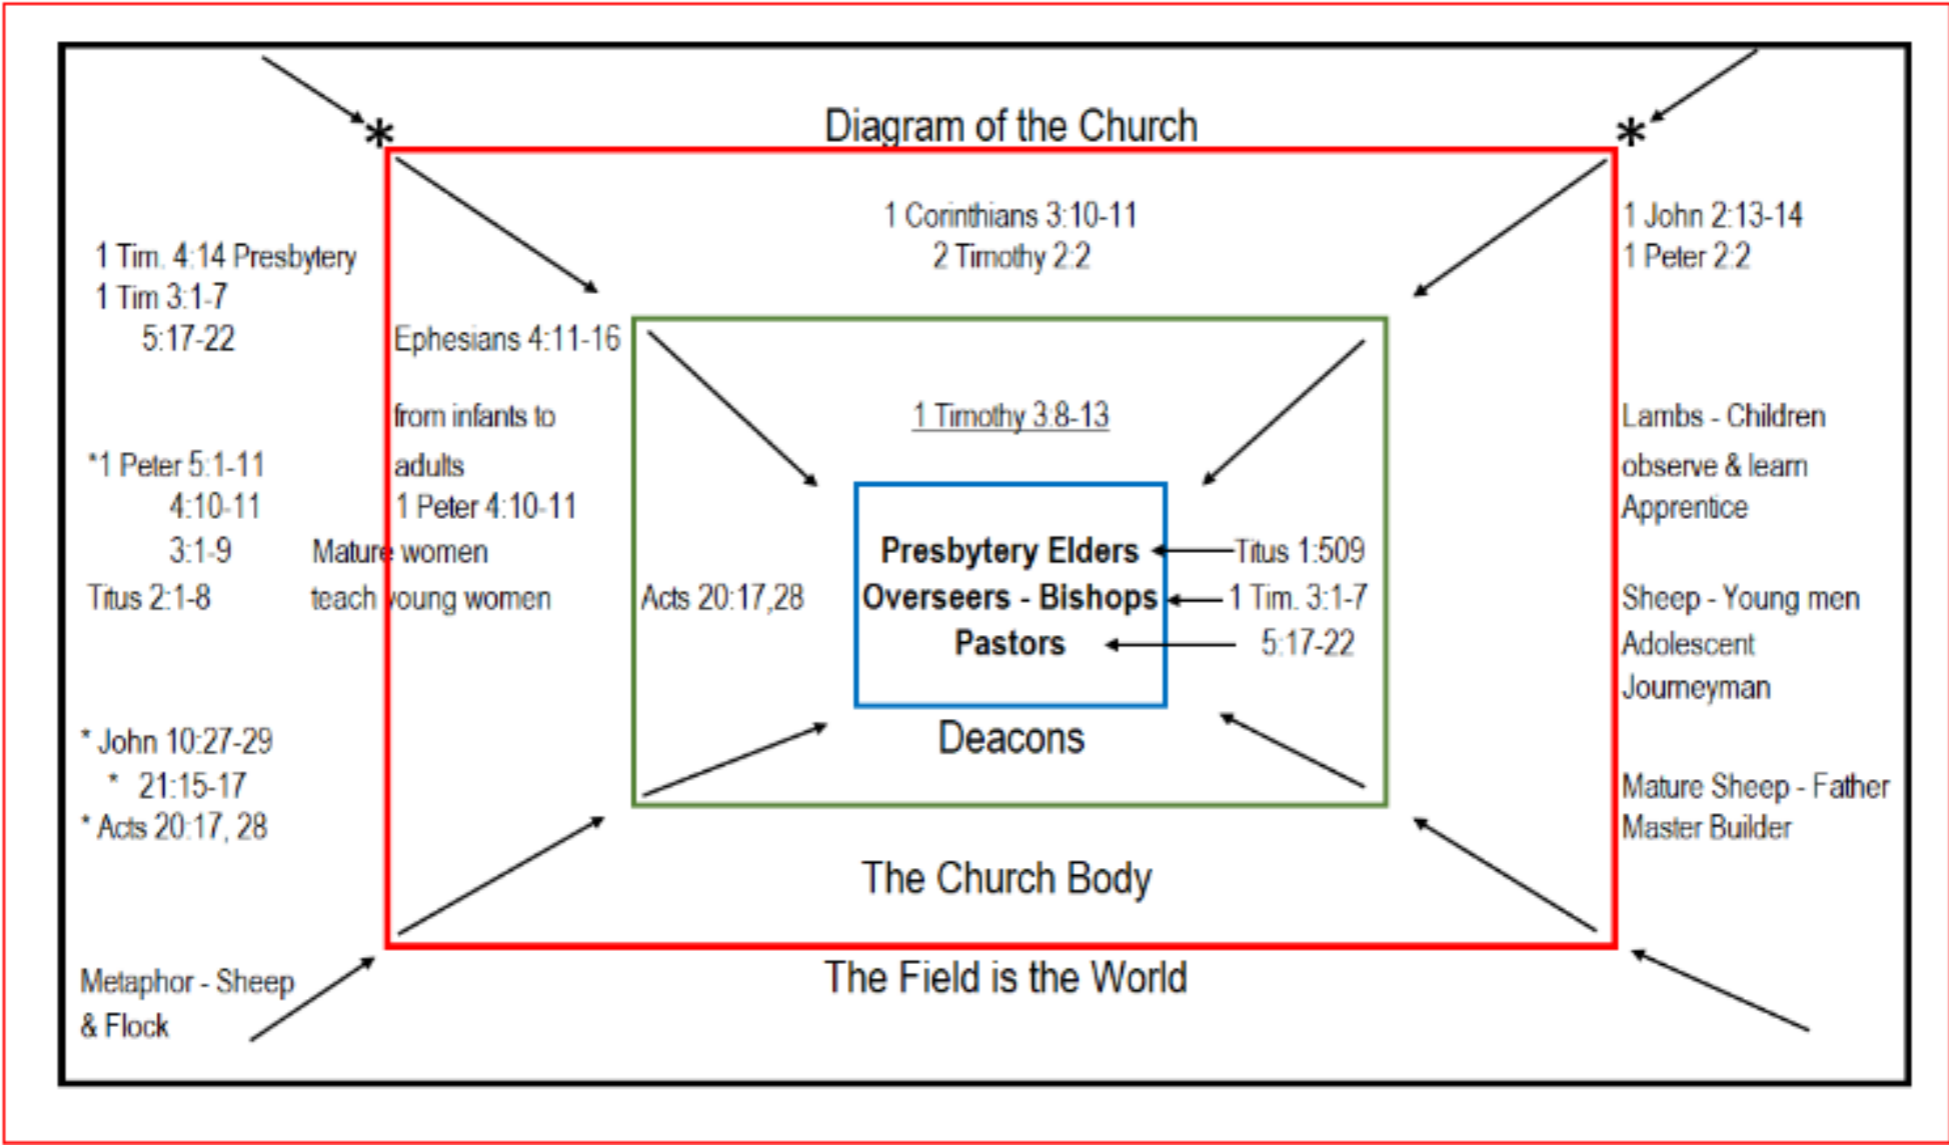 Diagram of the Church
*
*
1 Corinthians 3:10-11
2 Timothy 2:2
1 John 2:13-14
1 Peter 2:2
1 Tim. 4:14 Presbytery
1 Tim 3:1-7
5:17-22
Ephesians 4:11-16
from infants to
adults
1 Peter 4:10-11
*1 Peter 5:1-11
4:10-11
3:1-9
Mature women
Titus 2:1-8
teach young women
1 Timothy 3:8-13
Acts 20:17,28
Presbytery Elders
Overseers - Bishops
Pastors
Titus 1:509
1 Tim. 3:1-7
5:17-22
Deacons
Lambs - Children
observe & learn
Apprentice
Sheep - Young men
Adolescent
Journeyman
Mature Sheep - Father
Master Builder
* John 10:27-29
* 21:15-17
* Acts 20:17, 28
The Church Body
The Field is the World
Metaphor - Sheep
& Flock